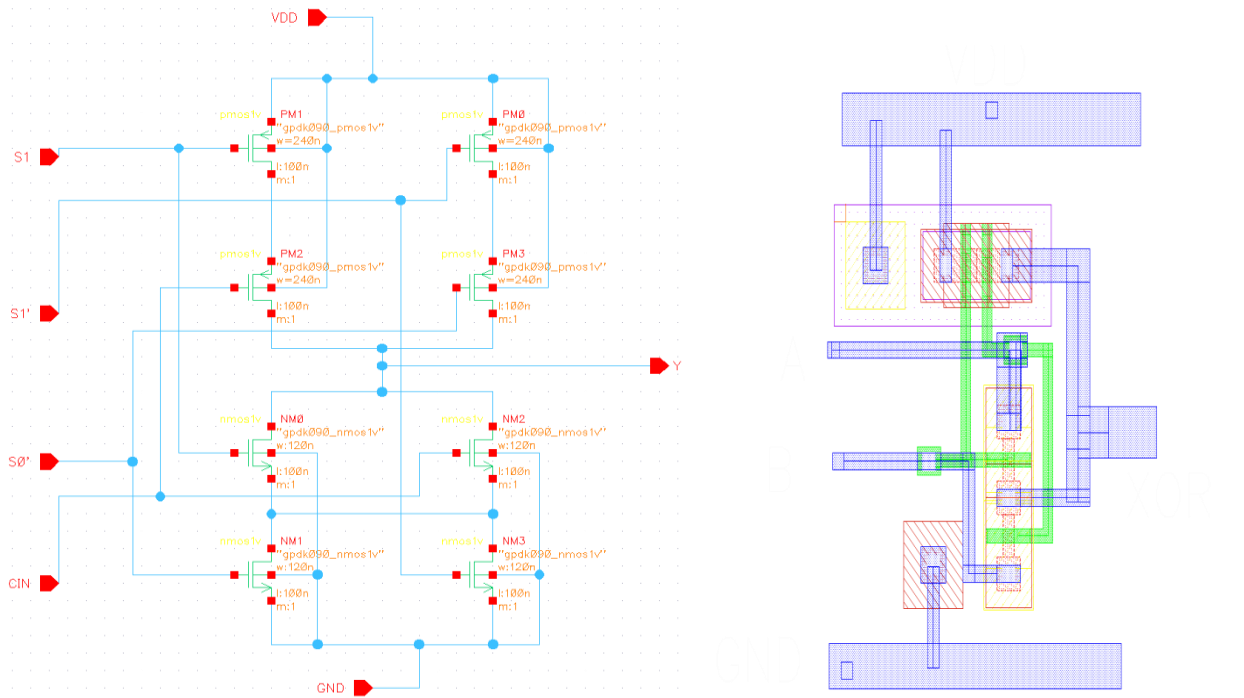 VDD
pmos1v PM1
"gpdk090_pmos1v"
w=240n
l:100n
m:1
pmos1v PM0
"gpdk090_pmos1v"
w=240n
l:100n
m:1
S1
S1'
pmos1v PM2
"gpdk090_pmos1v"
w=240n
l:100n
m:1
pmos1v PM3
"gpdk090_pmos1v"
w=240n
l:100n
m:1
Y
nmos1v NM0
"gpdk090_nmos1v"
w:120n
l:100n
m:1
nmos1v NM2
"gpdk090_nmos1v"
w:120n
l:100n
m:1
S0'
CIN
nmos1v NM1
"gpdk090_nmos1v"
w:120n
l:100n
m:1
nmos1v NM3
"gpdk090_nmos1v"
w:120n
l:100n
m:1
GND